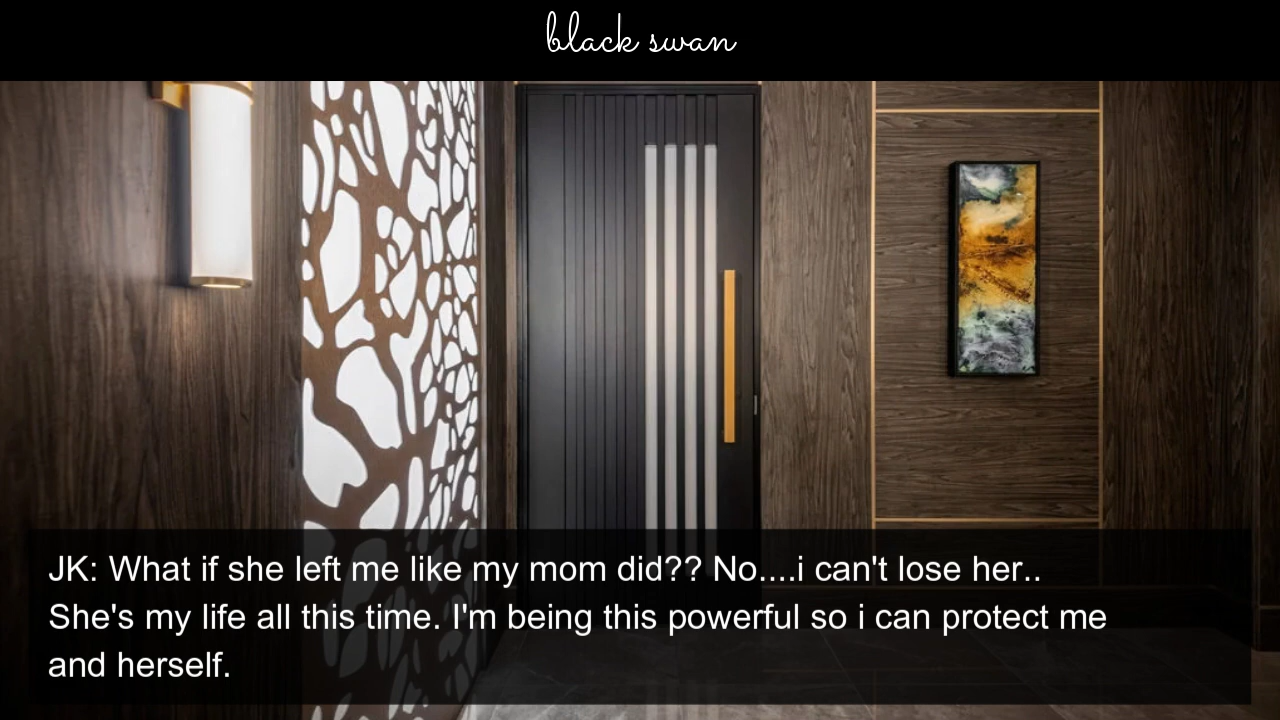 black swan
JK: What if she left me like my mom did?? No....i can't lose her..
She's my life all this time. I'm being this powerful so i can protect me
and herself.